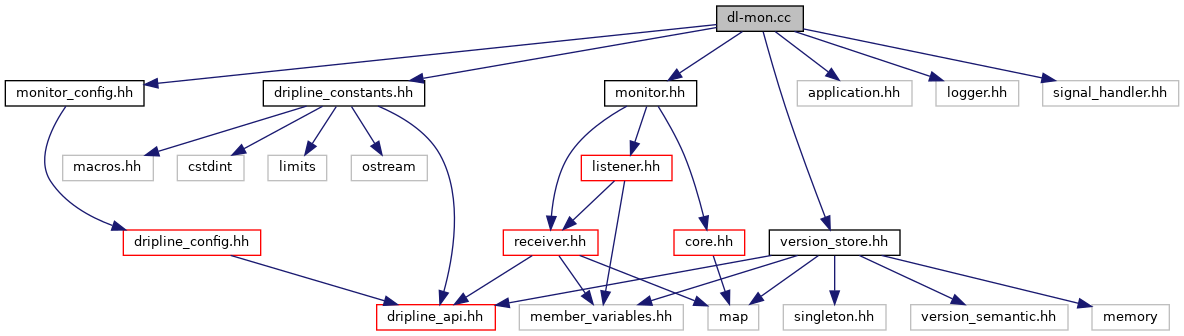 dl-mon.cc
monitor_config.hh
dripline_constants.hh
monitor.hh
application.hh
logger.hh
signal_handler.hh
macros.hh
cstdint
limits
ostream
listener.hh
dripline_config.hh
receiver.hh
core.hh
version_store.hh
dripline_api.hh
member_variables.hh
map
singleton.hh
version_semantic.hh
memory